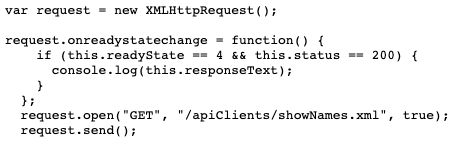 var request = new XMLHttpRequest();
request.onreadystatechange = function() {
if (this.readyState == 4 && this.status == 200) {
console.log(this.responseText);
}
};
request.open("GET", "/apiClients/showNames.xml", true);
request.send();